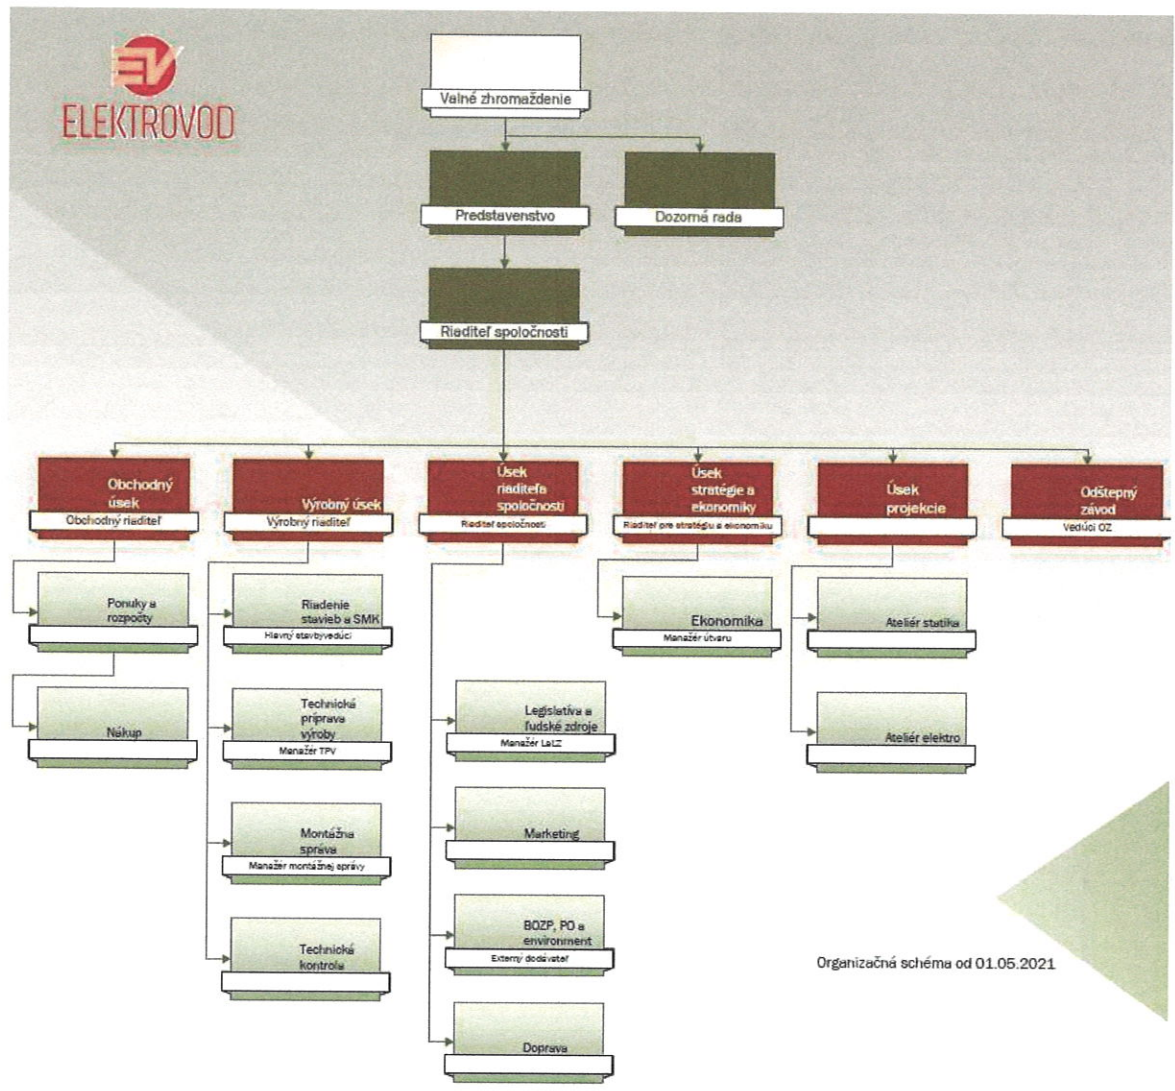 EV
ELEKTROVOD
Valné zhromaždenie
Predstavenstvo
Dozorná rada
Riaditeľ spoločnosti
Obchodný
úsek
Obchodný riaditeľ
Výrobný úsek
Výrobný riaditeľ
Úsek
riaditeľa
spoločnosti
Riaditeľ spoločnosti
Úsek
stratégie a
ekonomiky
Riaditeľ pre stratégiu a ekonomiku
Úsek
projekcie
Odštepný
závod
Vedúci OZ
Ponuky a
rozpočty
Nákup
Riadenie
stavieb a SMK
Hlavný stavbyvedúci
Technická
príprava
výroby
Manažér TPV
Montážna
správa
Manažér montážnej správy
Technická
kontrola
Legislatíva a
ľudské zdroje
Manažér LaLZ
Marketing
BOZP, PO a
environment
Externý dodávateľ
Doprava
Ekonomika
Manažér útvaru
Ateliér statika
Ateliér elektro
Organizačná schéma od 01.05.2021